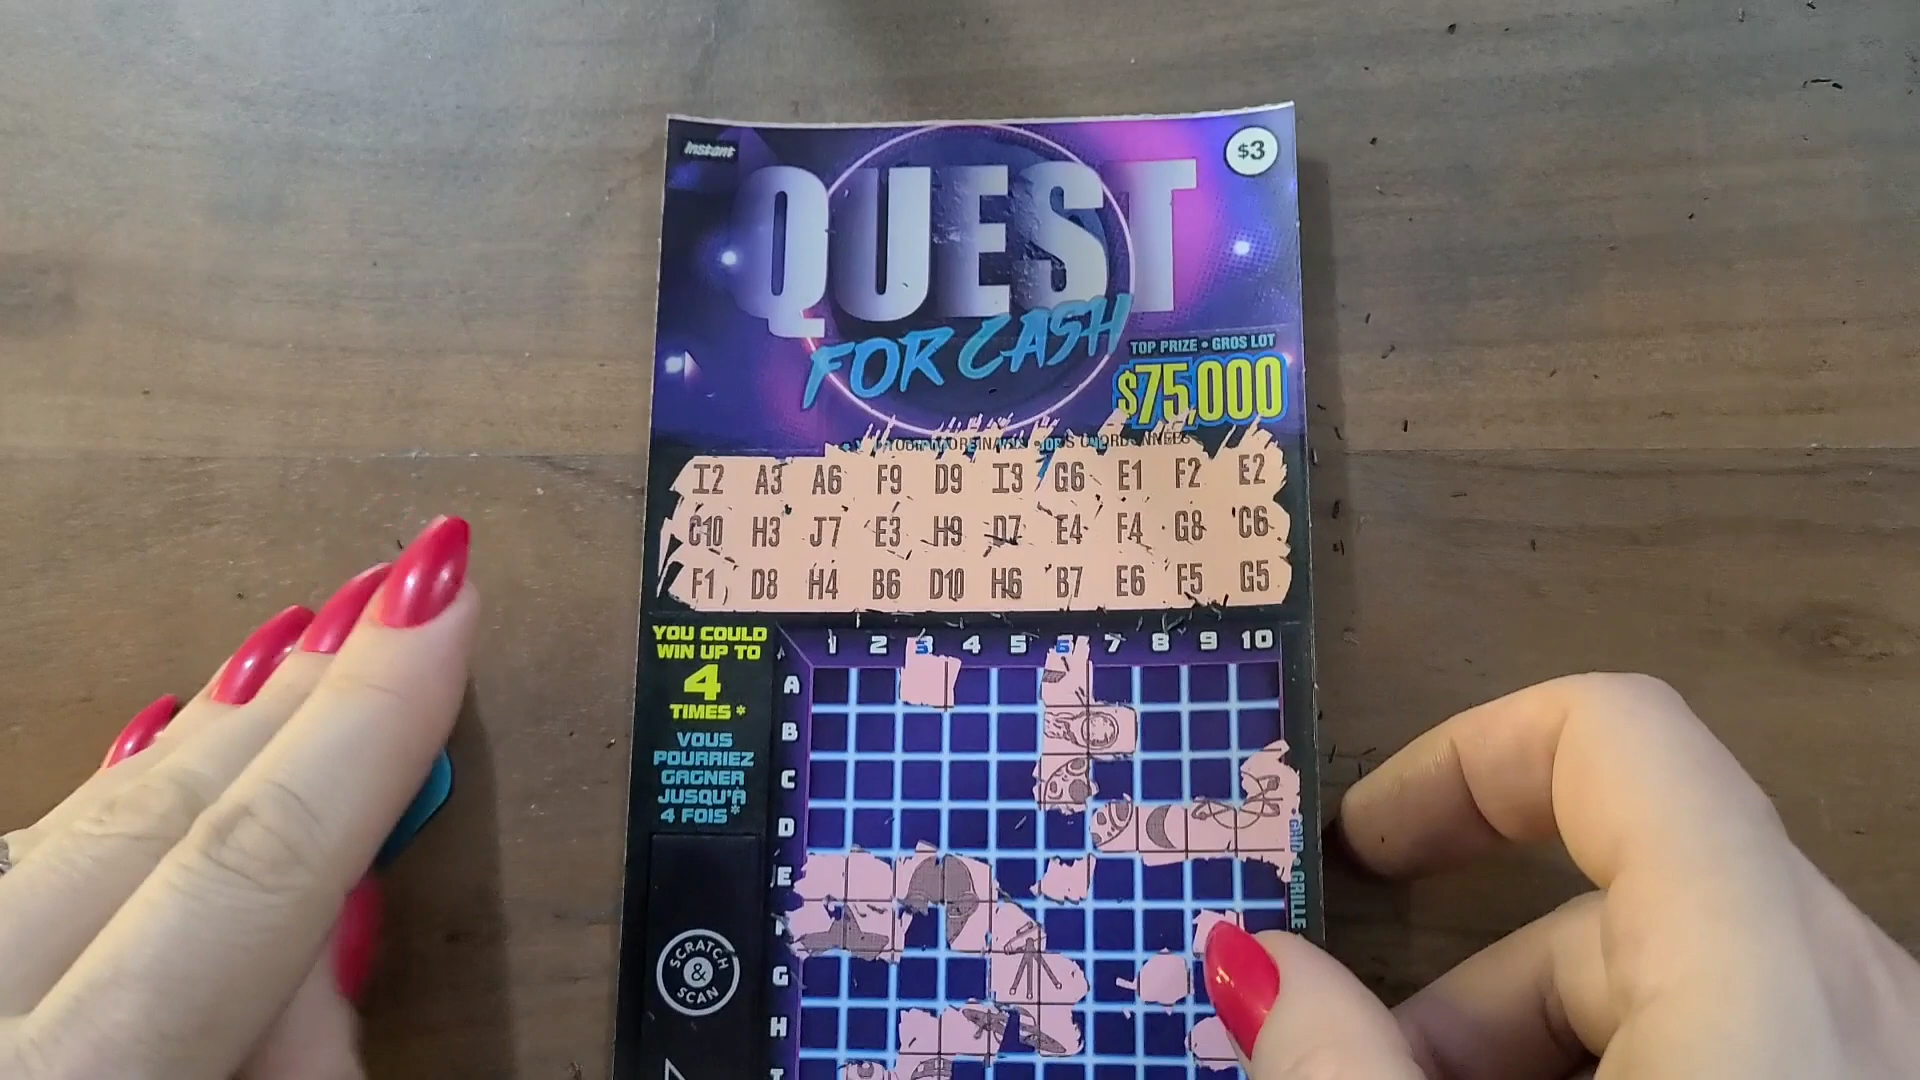 Instant
$3
QUEST
FOR CASH
TOP PRIZE • GROS LOT
$75,000
I2 A3 A6 F9 D9 I3 G6 E1 F2 E2
C10 H3 J7 E3 H9 D7 E4 F4 G8 C6
F1 D8 H4 B6 D10 H6 B7 E6 F5 G5
YOU COULD
WIN UP TO
4
TIMES *
VOUS
POURRIEZ
GAGNER
JUSQU'À
4 FOIS*
SCRATCH
&
SCAN
1 2 3 4 5 6 7 8 9 10
A
B
C
D
E
G
H
GRILLE